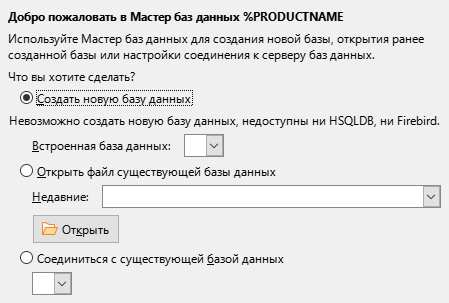 Добро пожаловать в Мастер баз данных %PRODUCTNAME
Используйте Мастер баз данных для создания новой базы, открытия ранее
созданной базы или настройки соединения к серверу баз данных.
Что вы хотите сделать?
Создать новую базу данных
Невозможно создать новую базу данных, недоступны ни HSQLDB, ни Firebird.
Встроенная база данных:
Открыть файл существующей базы данных
Недавние:
Открыть
Соединиться с существующей базой данных